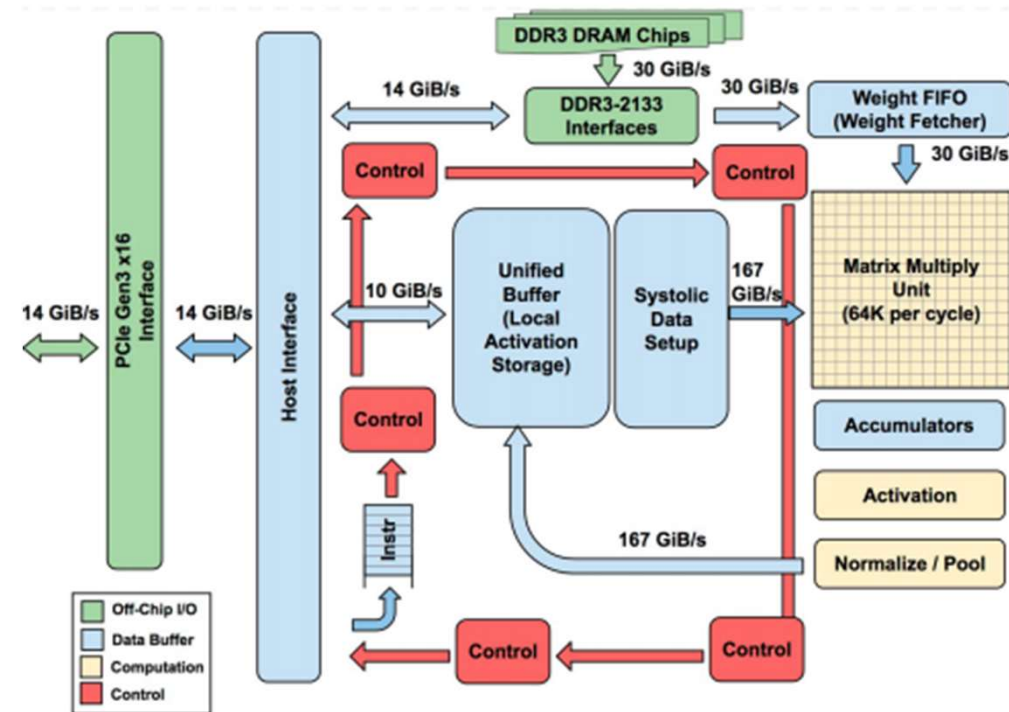 DDR3 DRAM Chips
30 GiB/s
14 GiB/s
30 GiB/s
DDR3-2133
Interfaces
Weight FIFO
(Weight Fetcher)
30 GiB/s
Control
Control
PCIe Gen3 x16
Interface
Host Interface
14 GiB/s
14 GiB/s
10 GiB/s
Unified
Buffer
(Local
Activation
Storage)
Systolic
Data
Setup
167
GiB/s
Matrix Multiply
Unit
(64K per cycle)
Control
Accumulators
Activation
Instr
167 GiB/s
Normalize / Pool
Control
Control
Off-Chip I/O
Data Buffer
Computation
Control